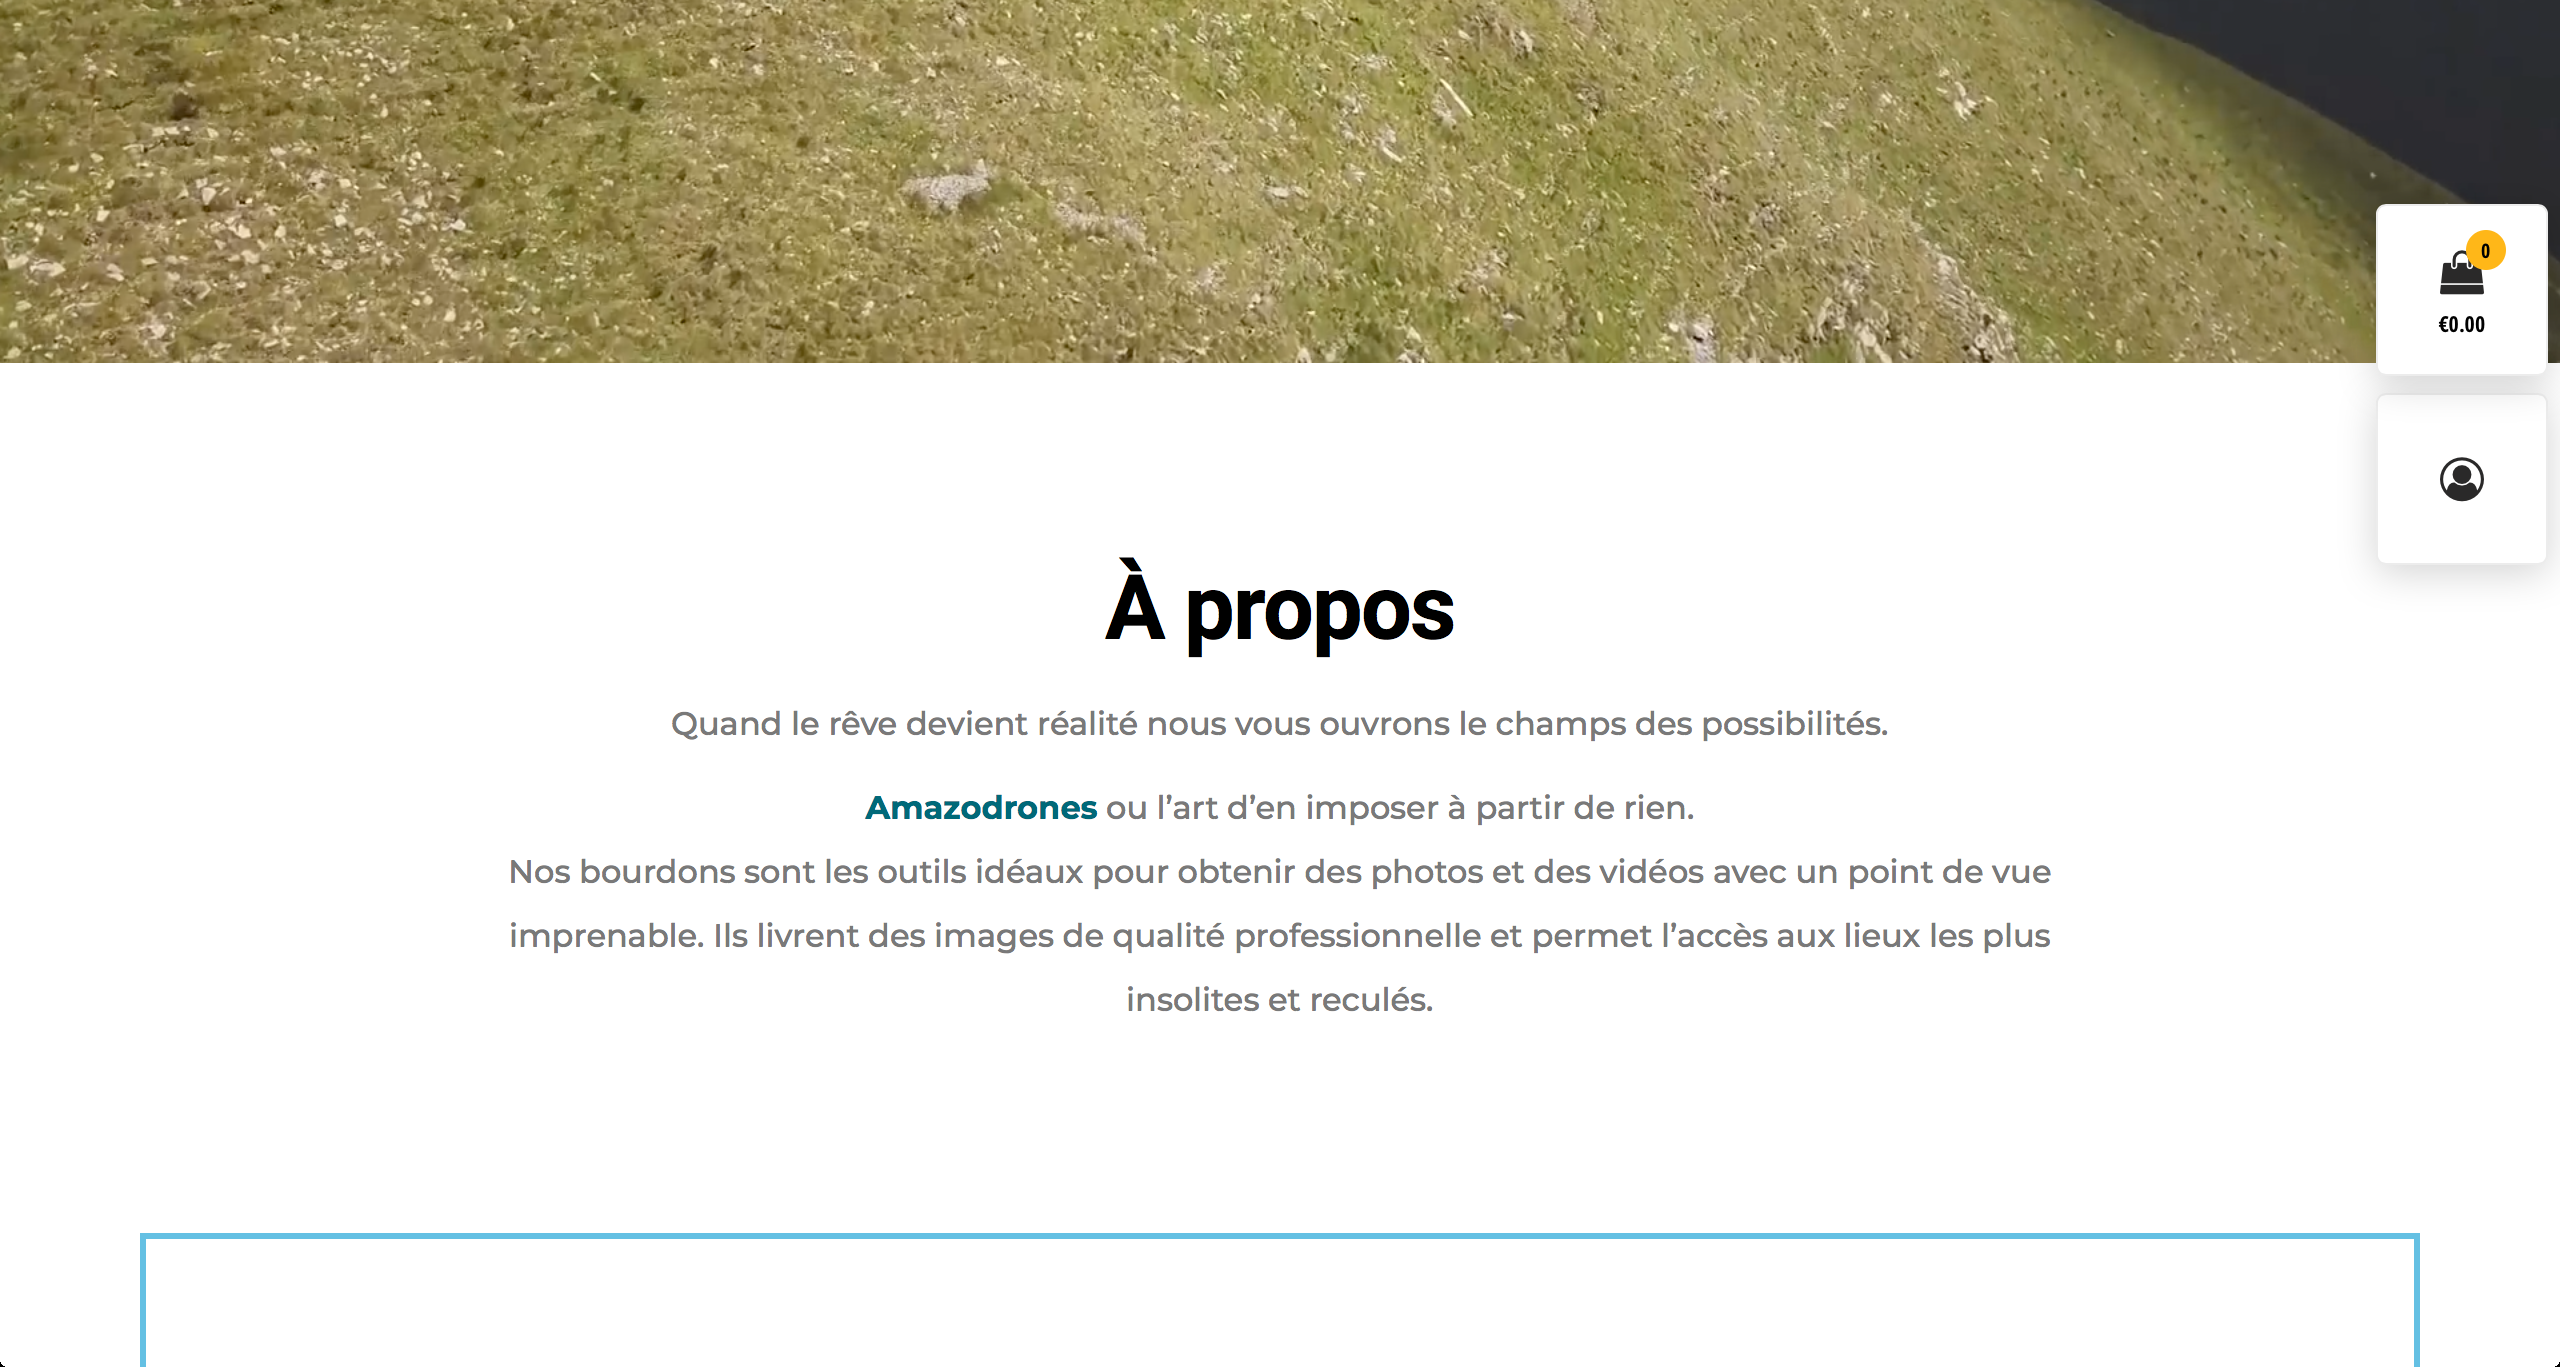 0
€0.00
À propos
Quand le rêve devient réalité nous vous ouvrons le champs des possibilités.
Amazodrones ou l’art d’en imposer à partir de rien.
Nos bourdons sont les outils idéaux pour obtenir des photos et des vidéos avec un point de vue
imprenable. Ils livrent des images de qualité professionnelle et permet l’accès aux lieux les plus
insolites et reculés.